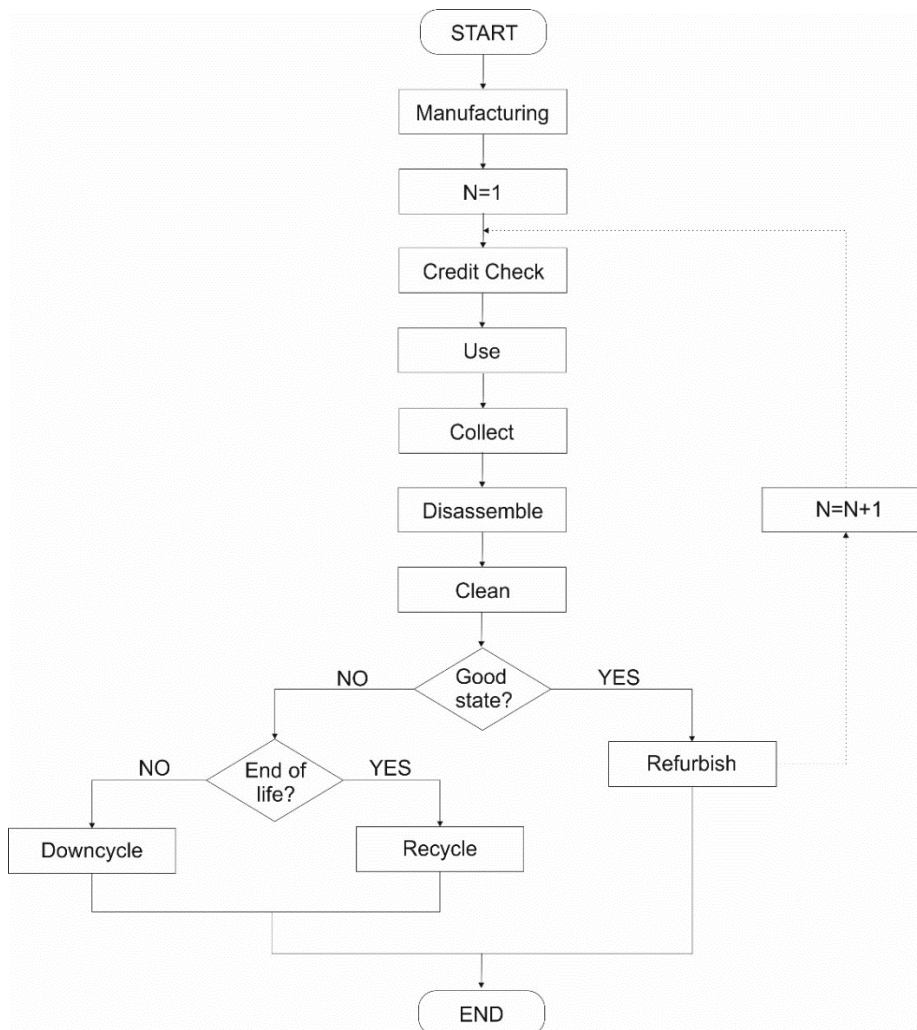 START
Manufacturing
N=1
Credit Check
Use
Collect
Disassemble
N=N+1
Clean
Good
state?
NO
YES
End of
life?
NO
YES
Refurbish
Downcycle
Recycle
END